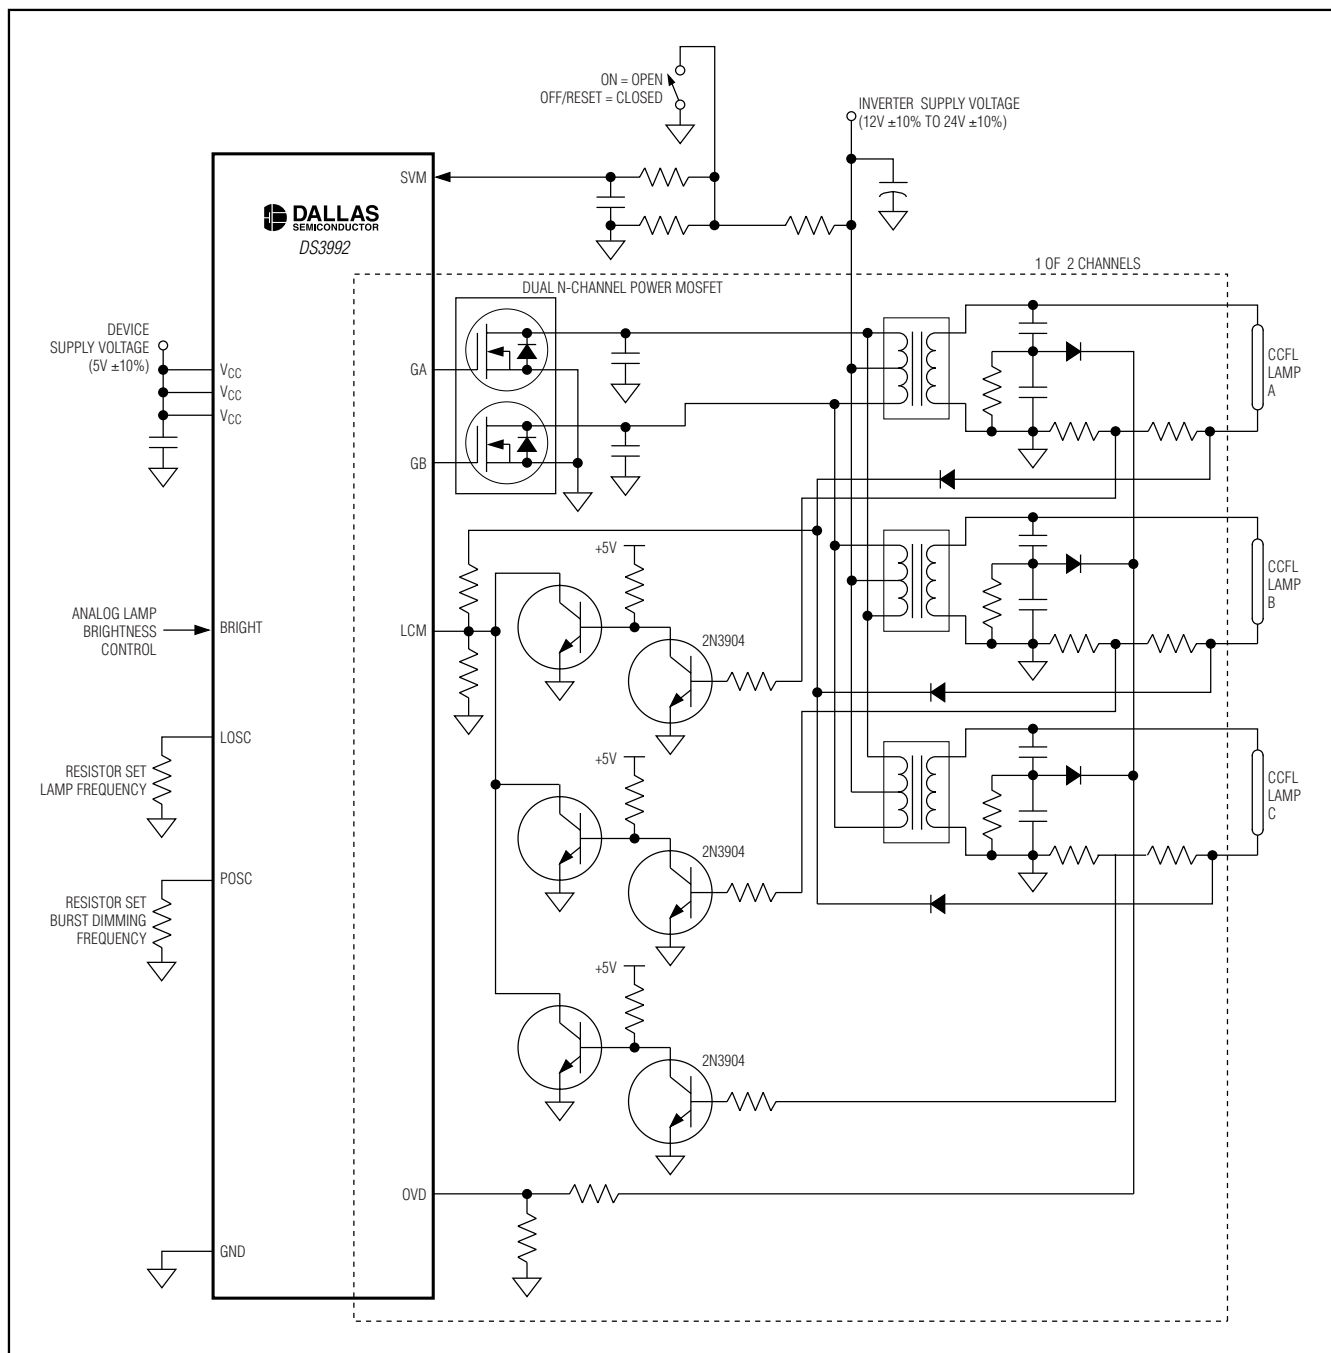 ON = OPEN
OFF/RESET = CLOSED
INVERTER SUPPLY VOLTAGE
(12V ±10% TO 24V ±10%)
SVM
DALLAS
SEMICONDUCTOR
DS3992
1 OF 2 CHANNELS
DUAL N-CHANNEL POWER MOSFET
DEVICE
SUPPLY VOLTAGE
(5V ±10%)
VCC
VCC
VCC
GA
GB
CCFL
LAMP
A
+5V
CCFL
LAMP
B
ANALOG LAMP
BRIGHTNESS
CONTROL
BRIGHT
LCM
2N3904
LOSC
RESISTOR SET
LAMP FREQUENCY
+5V
CCFL
LAMP
C
2N3904
POSC
RESISTOR SET
BURST DIMMING
FREQUENCY
+5V
2N3904
OVD
GND